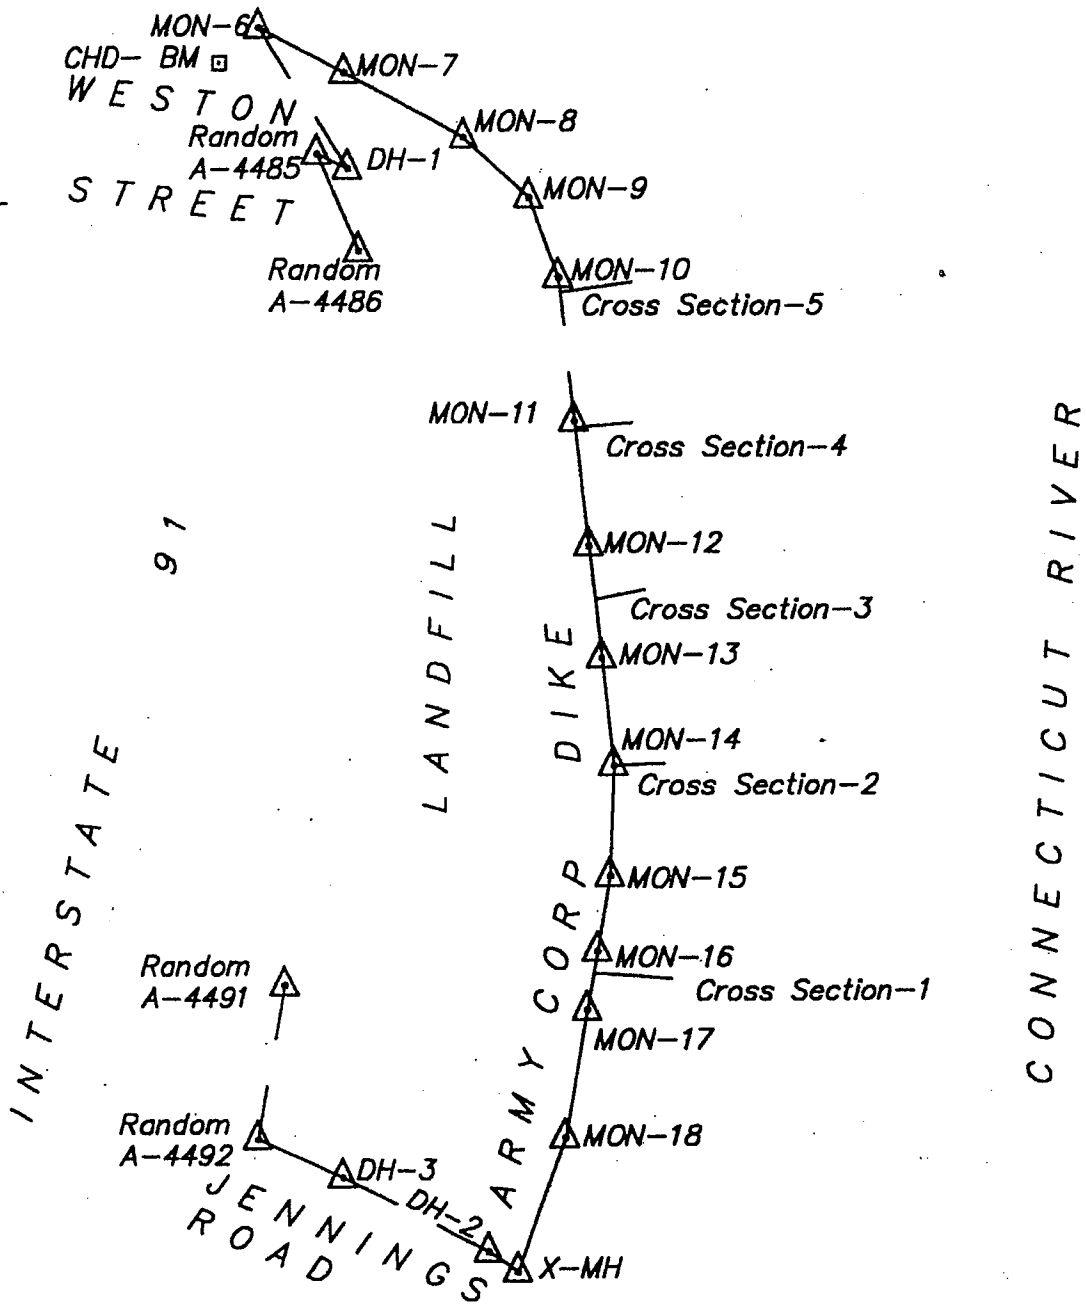 MON-6
CHD- BM
MON-7
WESTON
STREET
MON-8
Random
A-4485
DH-1
MON-9
Random
A-4486
MON-10
Cross Section-5
MON-11
Cross Section-4
MON-12
Cross Section-3
MON-13
MON-14
Cross Section-2
MON-15
MON-16
Cross Section-1
MON-17
MON-18
Random
A-4491
Random
A-4492
DH-3
DH-2
X-MH
JENNINGS
ROAD
INTERSTATE
91
LANDFILL
ARMY CORP DIKE
CONNECTICUT RIVER